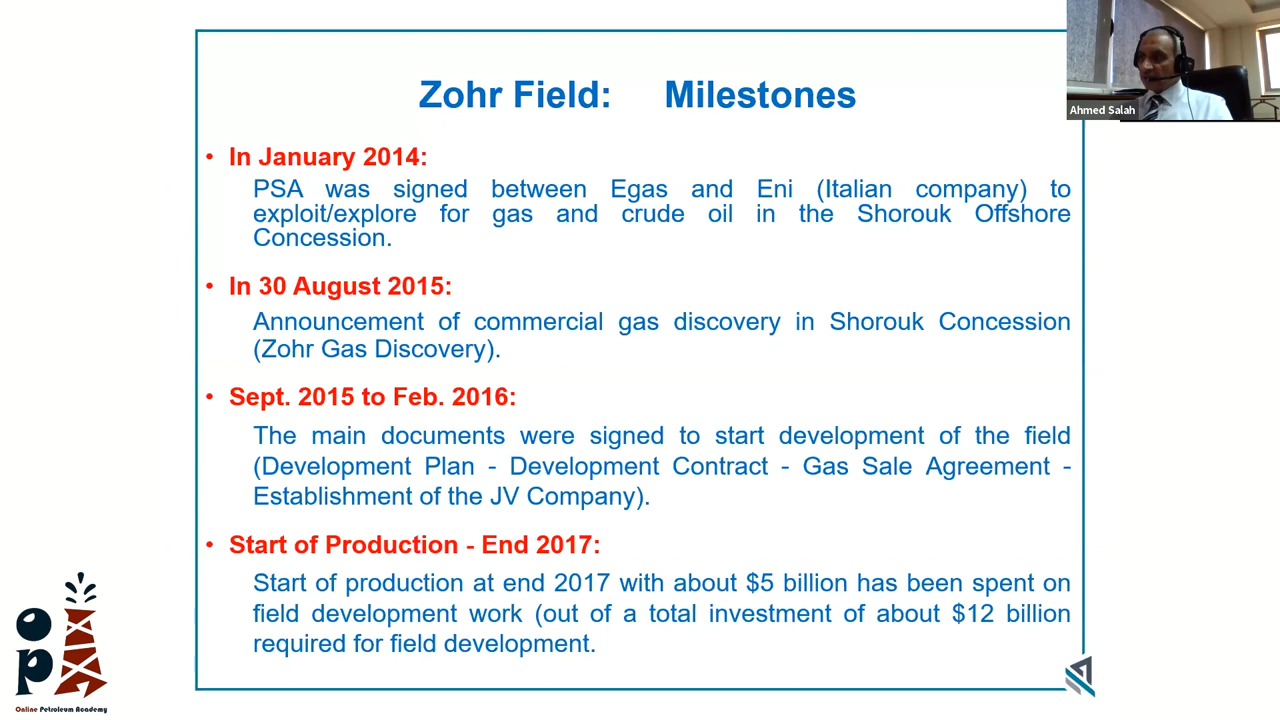 Zohr Field: Milestones
Ahmed Salah
• In January 2014:
PSA was signed between Egas and Eni (Italian company) to
exploit/explore for gas and crude oil in the Shorouk Offshore
Concession.
• In 30 August 2015:
Announcement of commercial gas discovery in Shorouk Concession
(Zohr Gas Discovery).
• Sept. 2015 to Feb. 2016:
The main documents were signed to start development of the field
(Development Plan - Development Contract - Gas Sale Agreement -
Establishment of the JV Company).
• Start of Production - End 2017:
Start of production at end 2017 with about $5 billion has been spent on
field development work (out of a total investment of about $12 billion
required for field development.
OPA
Online Petroleum Academy